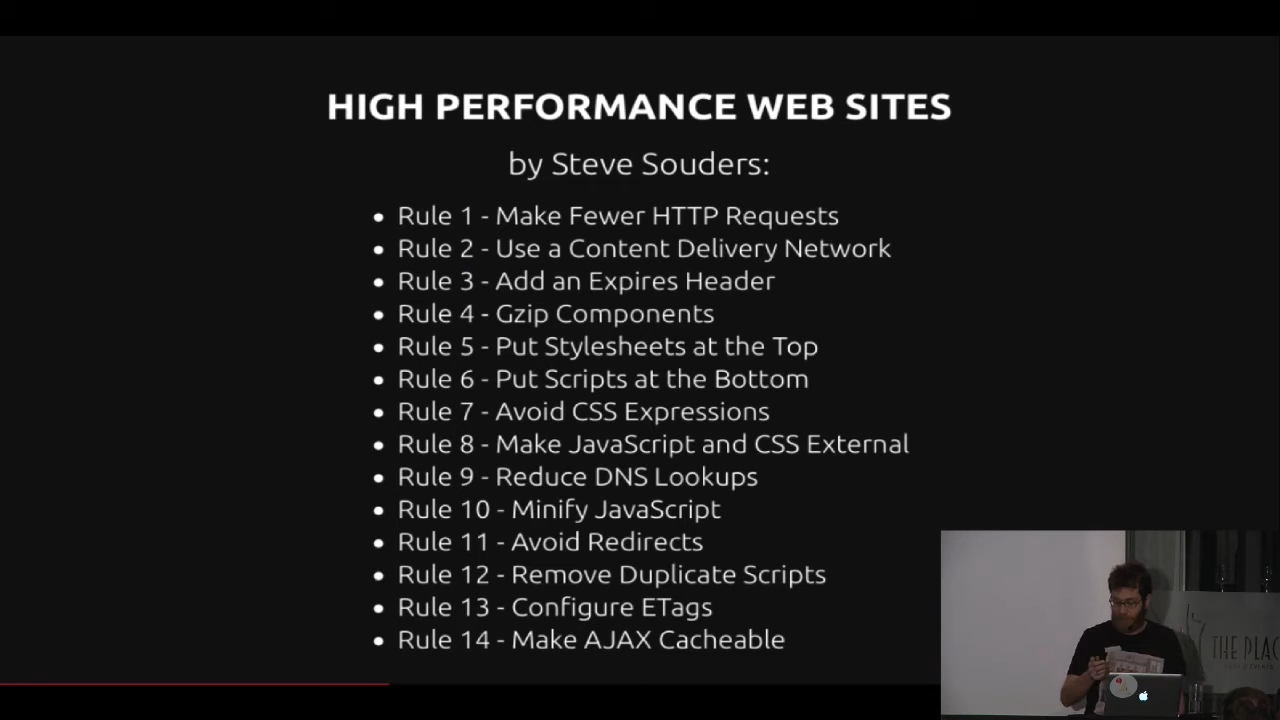 HIGH PERFORMANCE WEB SITES
by Steve Souders:
Rule 1 - Make Fewer HTTP Requests
Rule 2 - Use a Content Delivery Network
Rule 3 - Add an Expires Header
Rule 4 - Gzip Components
Rule 5 - Put Stylesheets at the Top
Rule 6 - Put Scripts at the Bottom
Rule 7 - Avoid CSS Expressions
Rule 8 - Make JavaScript and CSS External
Rule 9 - Reduce DNS Lookups
Rule 10 - Minify JavaScript
Rule 11 - Avoid Redirects
Rule 12 - Remove Duplicate Scripts
Rule 13 - Configure ETags
Rule 14 - Make AJAX Cacheable
THE PLAC